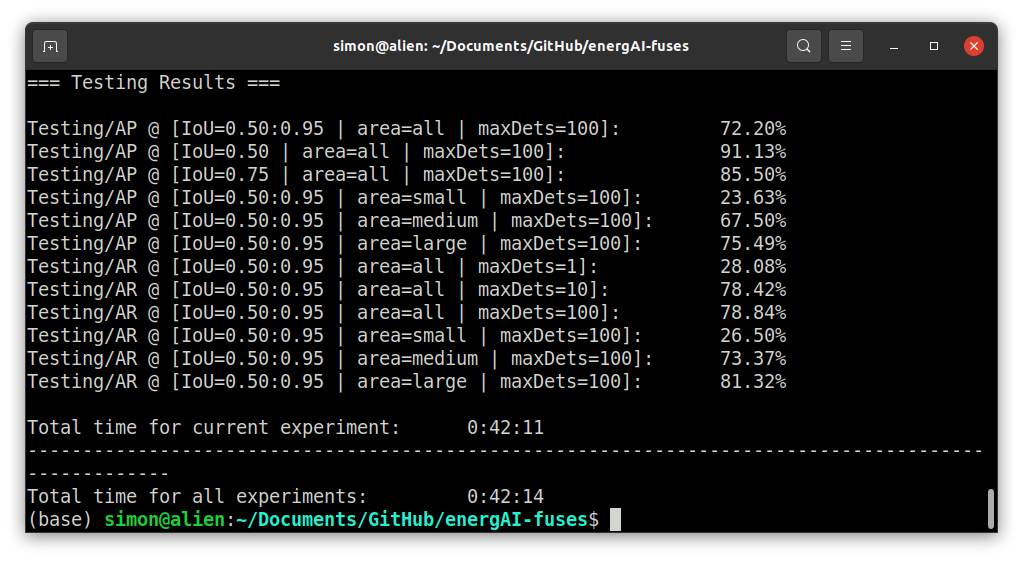 simon@alien: ~/Documents/GitHub/energAI-fuses
=== Testing Results ===
Testing/AP @ [IoU=0.50:0.95 | area=all | maxDets=100]: 72.20%
Testing/AP @ [IoU=0.50 | area=all | maxDets=100]: 91.13%
Testing/AP @ [IoU=0.75 | area=all | maxDets=100]: 85.50%
Testing/AP @ [IoU=0.50:0.95 | area=small | maxDets=100]: 23.63%
Testing/AP @ [IoU=0.50:0.95 | area=medium | maxDets=100]: 67.50%
Testing/AP @ [IoU=0.50:0.95 | area=large | maxDets=100]: 75.49%
Testing/AR @ [IoU=0.50:0.95 | area=all | maxDets=1]: 28.08%
Testing/AR @ [IoU=0.50:0.95 | area=all | maxDets=10]: 78.42%
Testing/AR @ [IoU=0.50:0.95 | area=all | maxDets=100]: 78.84%
Testing/AR @ [IoU=0.50:0.95 | area=small | maxDets=100]: 26.50%
Testing/AR @ [IoU=0.50:0.95 | area=medium | maxDets=100]: 73.37%
Testing/AR @ [IoU=0.50:0.95 | area=large | maxDets=100]: 81.32%
Total time for current experiment: 0:42:11
---------------------------------------------------------------------------------------
-------------
Total time for all experiments: 0:42:14
(base) simon@alien:~/Documents/GitHub/energAI-fuses$